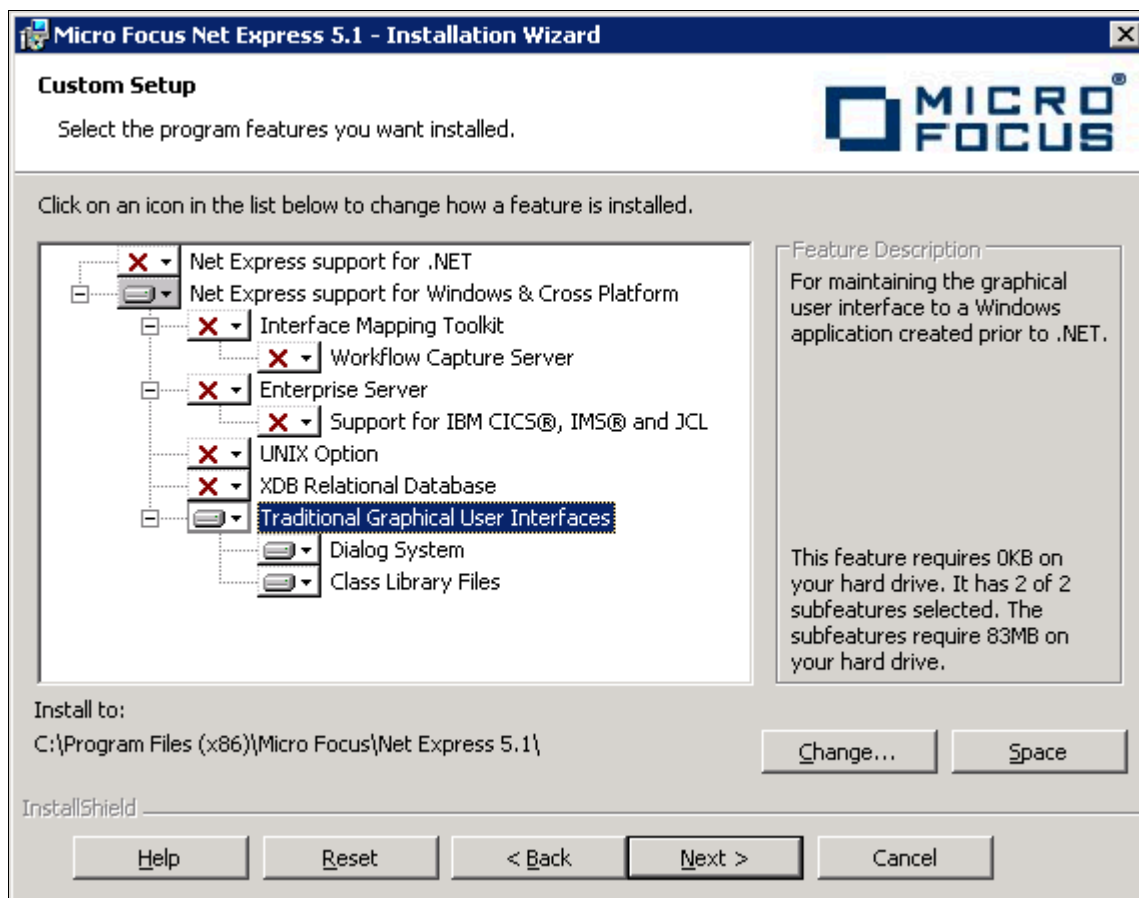 Micro Focus Net Express 5.1 - Installation Wizard
Custom Setup
Select the program features you want installed.
MICRO
FOCUS
®
Click on an icon in the list below to change how a feature is installed.
Net Express support for .NET
Net Express support for Windows & Cross Platform
Interface Mapping Toolkit
Workflow Capture Server
Enterprise Server
Support for IBM CICS®, IMS® and JCL
UNIX Option
XDB Relational Database
Traditional Graphical User Interfaces
Dialog System
Class Library Files
Feature Description
For maintaining the graphical
user interface to a Windows
application created prior to .NET.
This feature requires 0KB on
your hard drive. It has 2 of 2
subfeatures selected. The
subfeatures require 83MB on
your hard drive.
Install to:
C:\Program Files (x86)\Micro Focus\Net Express 5.1\
Change...
Space
InstallShield
Help
Reset
< Back
Next >
Cancel